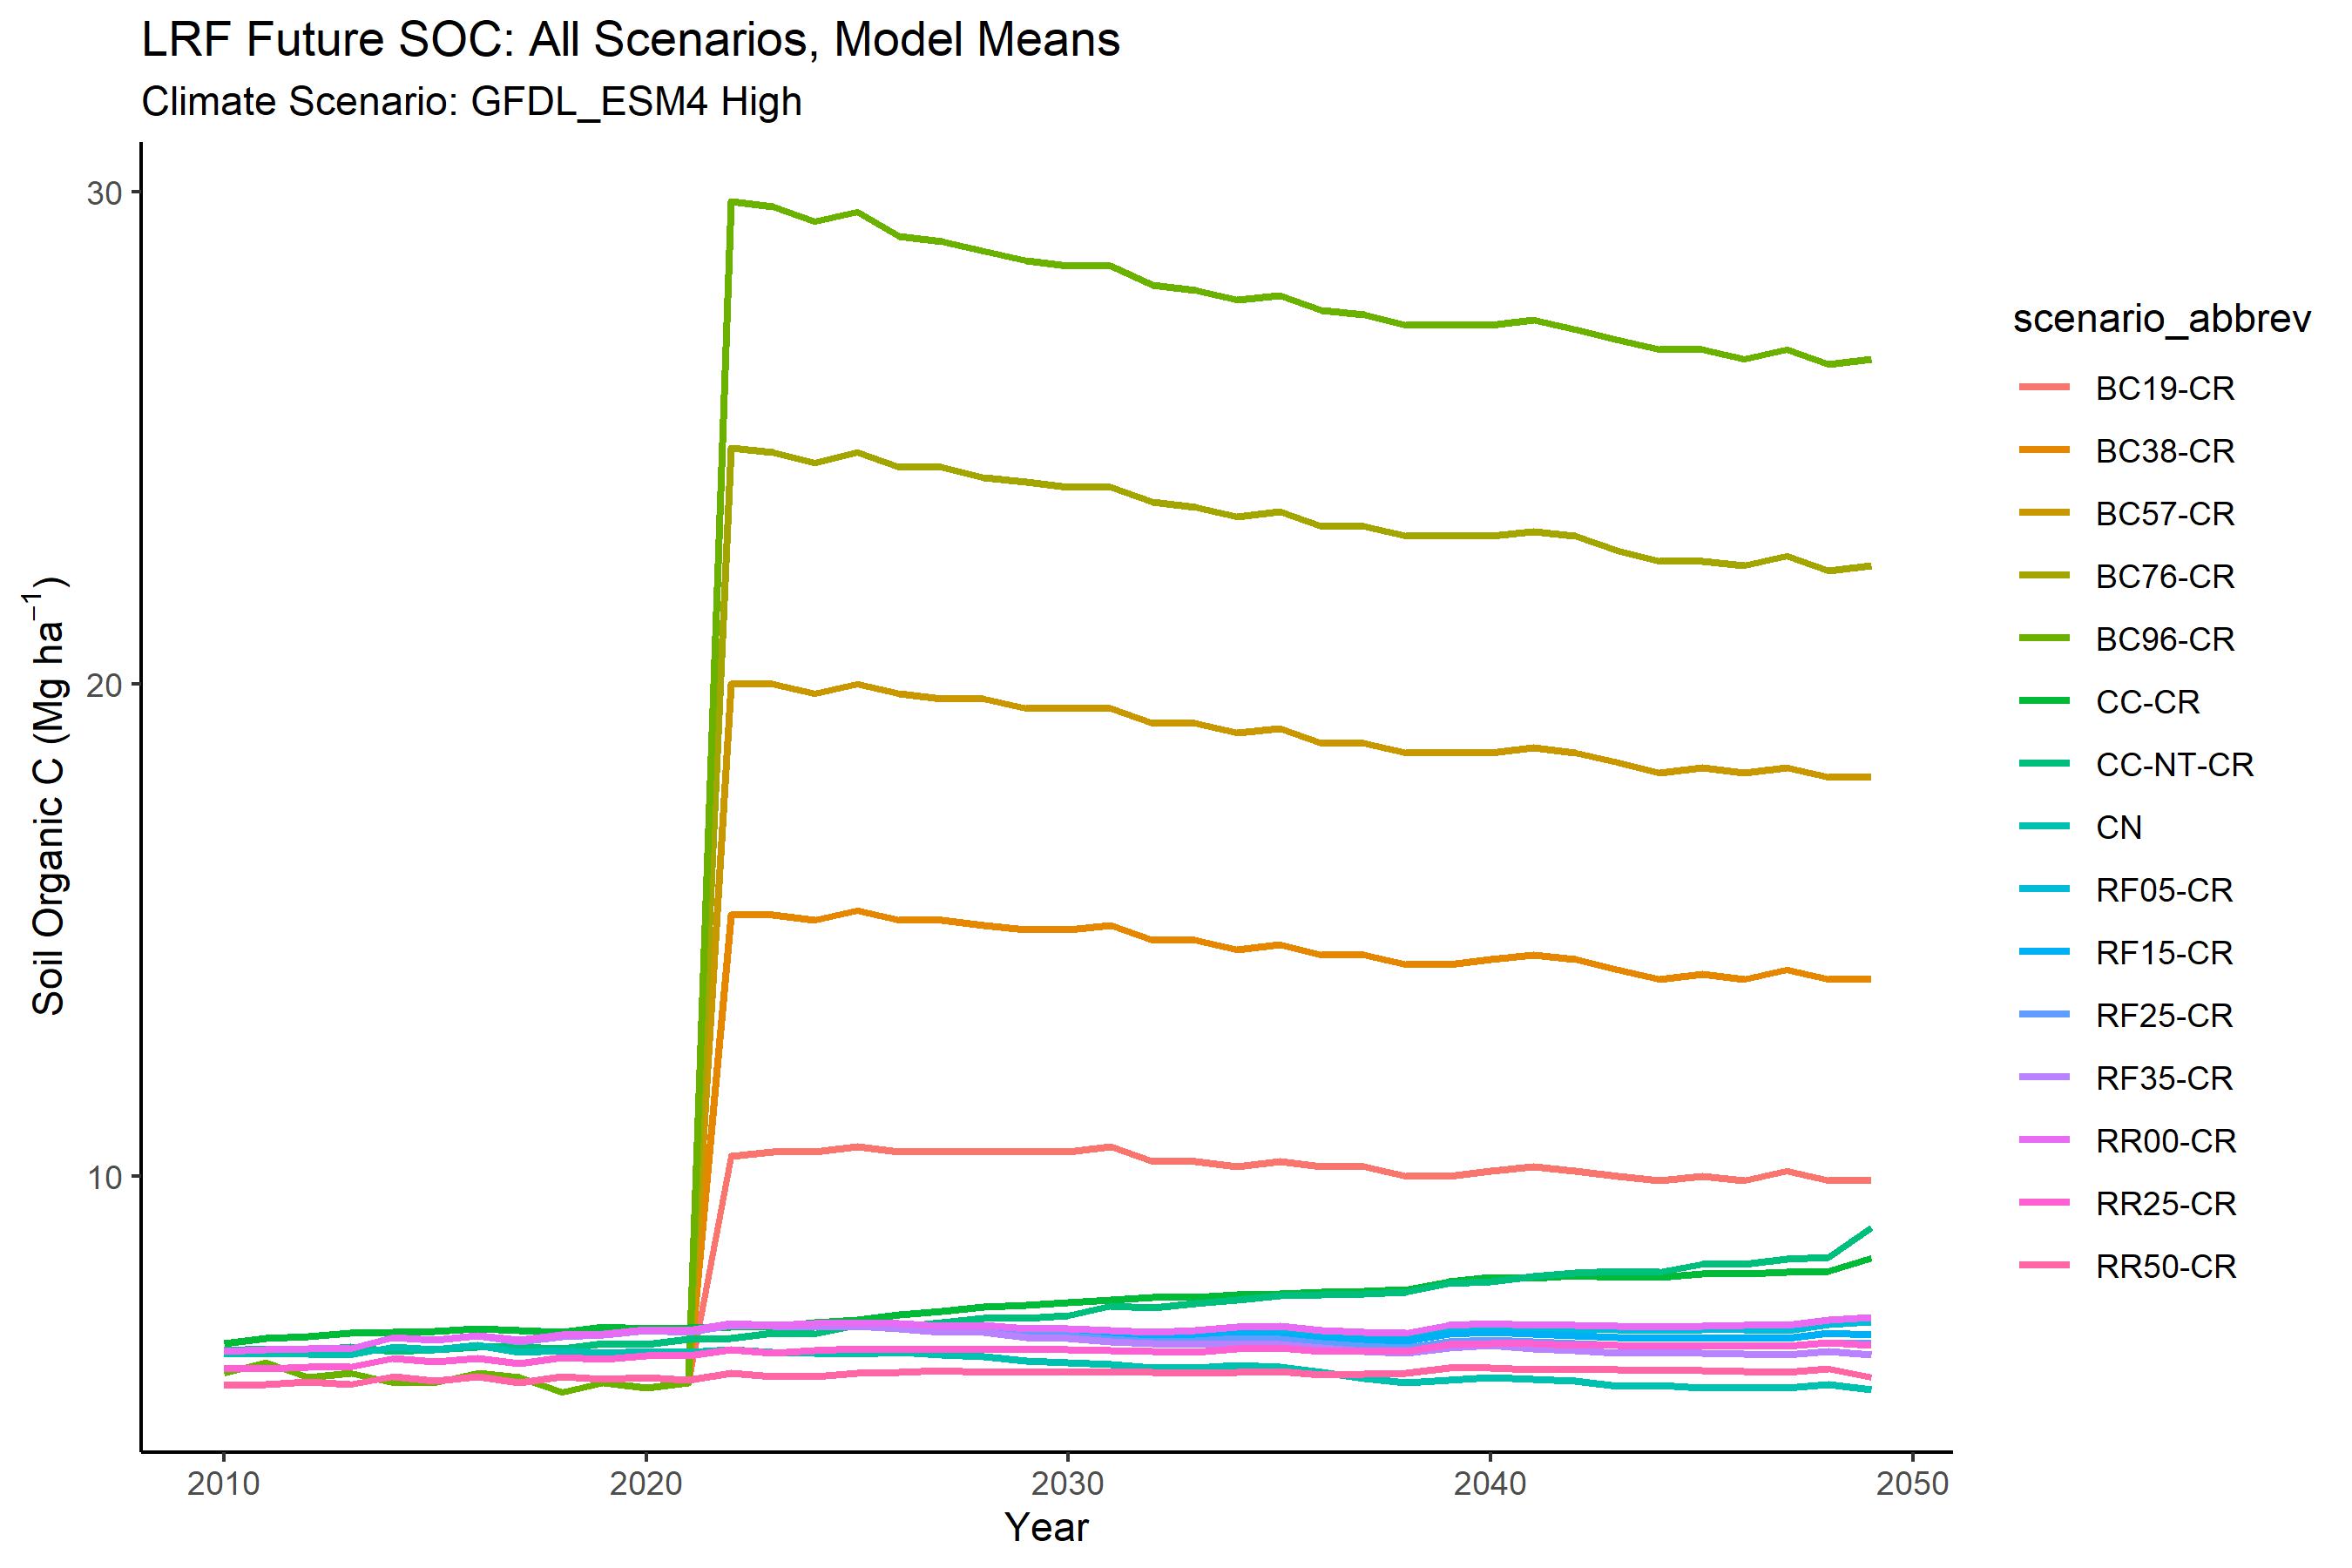 LRF Future SOC: All Scenarios, Model Means
Climate Scenario: GFDL_ESM4 High
Soil Organic C (Mg ha⁻¹)
30
20
10
2010
2020
2030
2040
2050
Year
scenario_abbrev
BC19-CR
BC38-CR
BC57-CR
BC76-CR
BC96-CR
CC-CR
CC-NT-CR
CN
RF05-CR
RF15-CR
RF25-CR
RF35-CR
RR00-CR
RR25-CR
RR50-CR